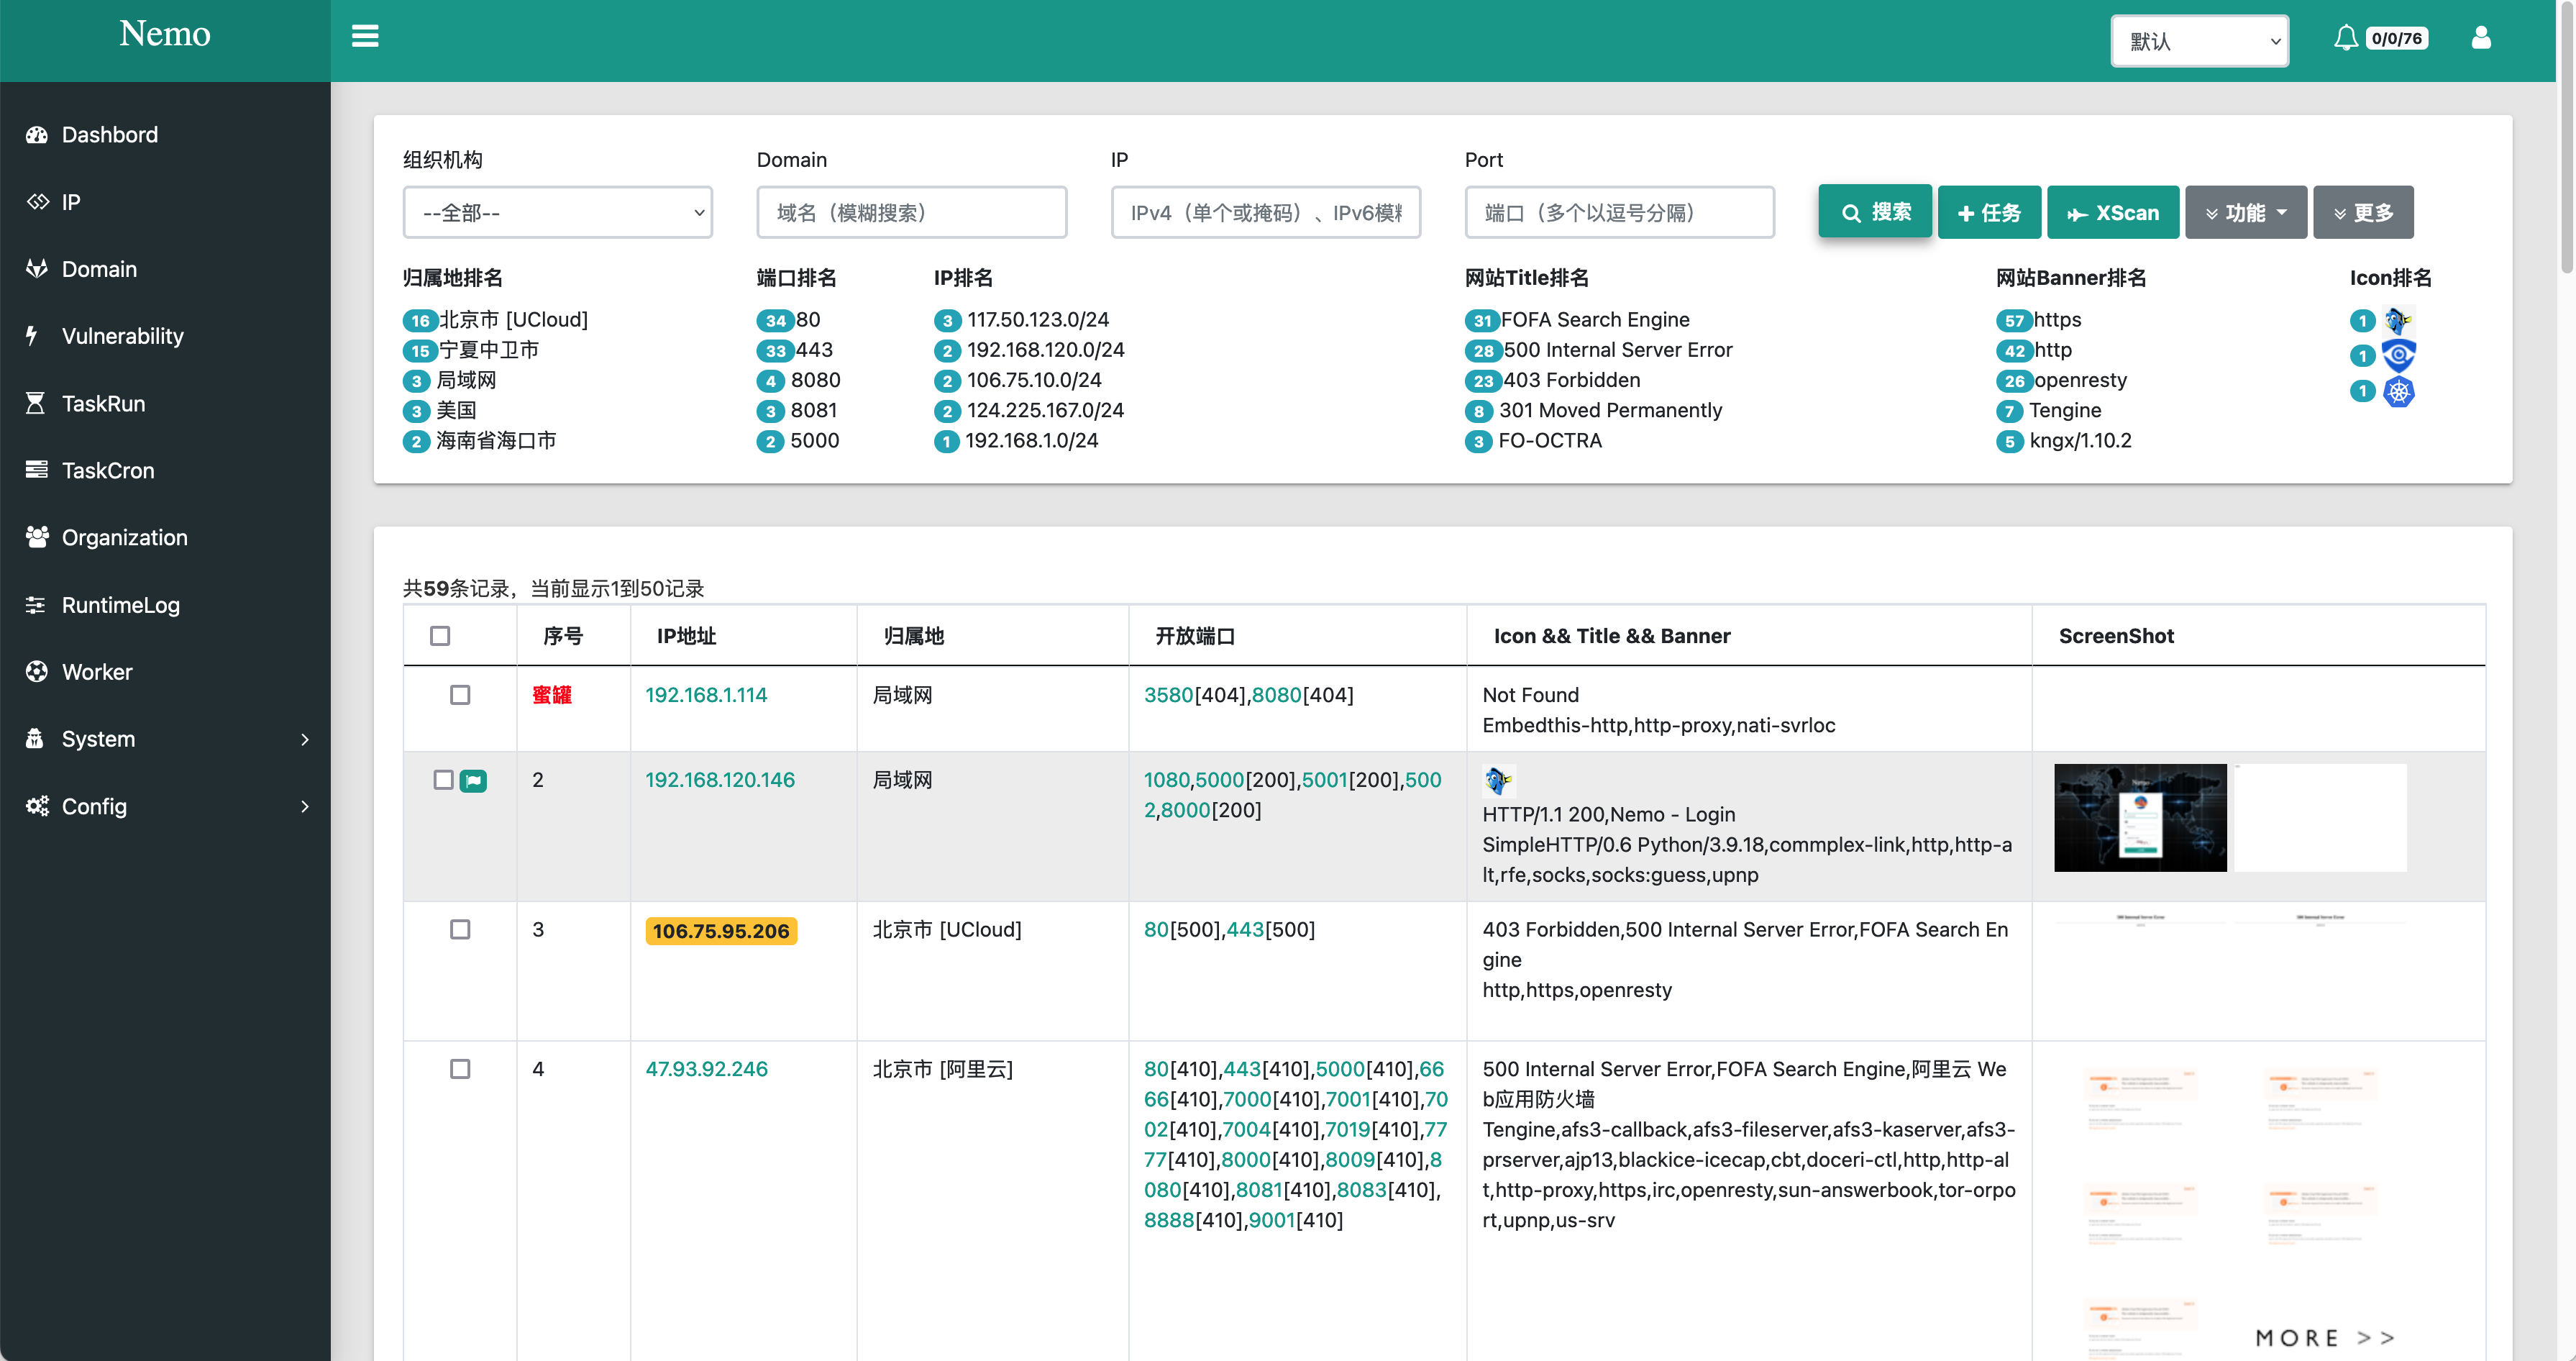 Nemo
默认
0/0/76
Dashbord
IP
Domain
Vulnerability
TaskRun
TaskCron
Organization
RuntimeLog
Worker
System
Config
组织机构
Domain
IP
Port
--全部--
域名（模糊搜索）
IPv4（单个或掩码）、IPv6模
端口（多个以逗号分隔）
搜索
任务
XScan
功能
更多
归属地排名
16 北京市 [UCloud]
15 宁夏中卫市
3 局域网
3 美国
2 海南省海口市
端口排名
34 80
33 443
4 8080
3 8081
2 5000
IP排名
3 117.50.123.0/24
2 192.168.120.0/24
2 106.75.10.0/24
2 124.225.167.0/24
1 192.168.1.0/24
网站Title排名
31 FOFA Search Engine
28 500 Internal Server Error
23 403 Forbidden
8 301 Moved Permanently
3 FO-OCTRA
网站Banner排名
57 https
42 http
26 openresty
7 Tengine
5 kngx/1.10.2
Icon排名
1
1
1
共59条记录，当前显示1到50记录
序号 IP地址 归属地 开放端口 Icon && Title && Banner ScreenShot
蜜罐 192.168.1.114 局域网 3580[404],8080[404]
Not Found
Embedthis-http,http-proxy,nati-svrloc
2 192.168.120.146 局域网
1080,5000[200],5001[200],500
2,8000[200]
HTTP/1.1 200,Nemo - Login
SimpleHTTP/0.6 Python/3.9.18,commplex-link,http,http-a
lt,rfe,socks,socks:guess,upnp
3 106.75.95.206 北京市 [UCloud] 80[500],443[500]
403 Forbidden,500 Internal Server Error,FOFA Search En
gine
http,https,openresty
4 47.93.92.246 北京市 [阿里云]
80[410],443[410],5000[410],66
66[410],7000[410],7001[410],70
02[410],7004[410],7019[410],77
77[410],8000[410],8009[410],8
080[410],8081[410],8083[410],
8888[410],9001[410]
500 Internal Server Error,FOFA Search Engine,阿里云 We
b应用防火墙
Tengine,afs3-callback,afs3-fileserver,afs3-kaserver,afs3-
prserver,ajp13,blackice-icecap,cbt,doceri-ctl,http,http-al
t,http-proxy,https,irc,openresty,sun-answerbook,tor-orpo
rt,upnp,us-srv
MORE >>